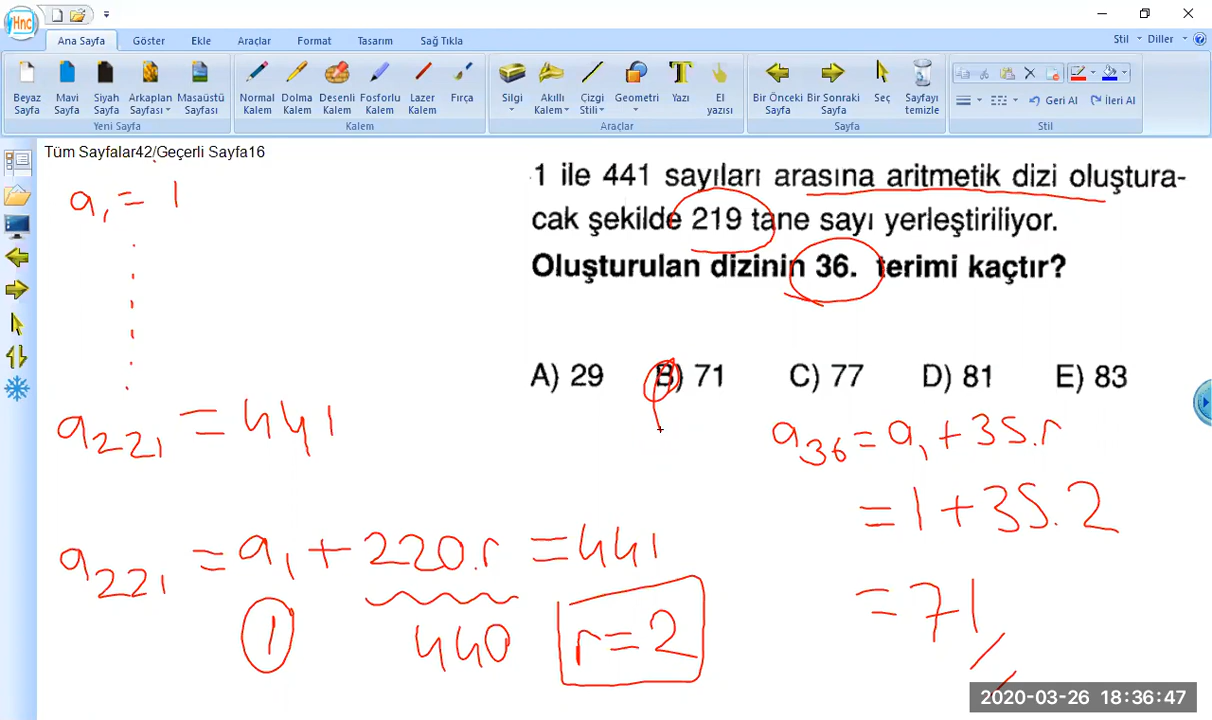 Hnc
Ana Sayfa Göster Ekle Araçlar Format Tasarım Sağ Tıkla Stil Diller
Beyaz Sayfa Mavi Sayfa Siyah Sayfa Arkaplan Sayfası Masaüstü Sayfası
Normal Kalem Dolma Kalem Desenli Kalem Fosforlu Kalem Lazer Kalem Fırça
Silgi Akıllı Kalem Çizgi Stili Geometri Yazı El yazısı
Bir Önceki Sayfa Bir Sonraki Sayfa Seç Sayfayı temizle
Geri Al İleri Al
Yeni Sayfa Kalem Araçlar Sayfa Stil
Tüm Sayfalar42/Geçerli Sayfa16
1 ile 441 sayıları arasına aritmetik dizi oluştura-
cak şekilde 219 tane sayı yerleştiriliyor.
Oluşturulan dizinin 36. terimi kaçtır?
A) 29 B) 71 C) 77 D) 81 E) 83
a₁ = 1
a₂₂₁ = 441
a₂₂₁ = a₁ + 220.r = 441
1 440 r = 2
a₃₆ = a₁ + 35.r
= 1 + 35.2
= 71
2020-03-26 18:36:47